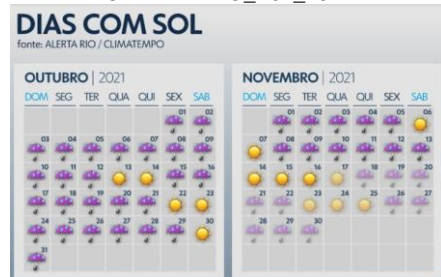 DIAS COM SOL
fonte: ALERTA RIO / CLIMATEMPO
OUTUBRO | 2021
DOM SEG TER QUA QUI SEX SAB
01 02
03 04 05 06 07 08 09
10 11 12 13 14 15 16
17 18 19 20 21 22 23
24 25 26 27 28 29 30
31
NOVEMBRO | 2021
DOM SEG TER QUA QUI SEX SAB
01 02 03 04 05 06
07 08 09 10 11 12 13
14 15 16 17 18 19 20
21 22 23 24 25 26 27
28 29 30